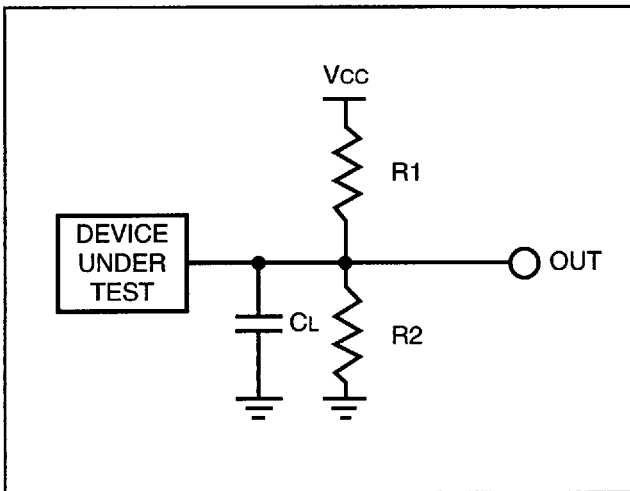 VCC
R1
DEVICE
UNDER
TEST
OUT
CL
R2